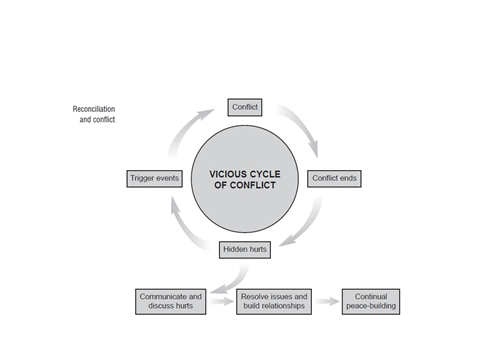 Reconciliation
and conflict
Conflict
Trigger events
VICIOUS CYCLE
OF CONFLICT
Conflict ends
Hidden hurts
Communicate and
discuss hurts
Resolve issues and
build relationships
Continual
peace-building